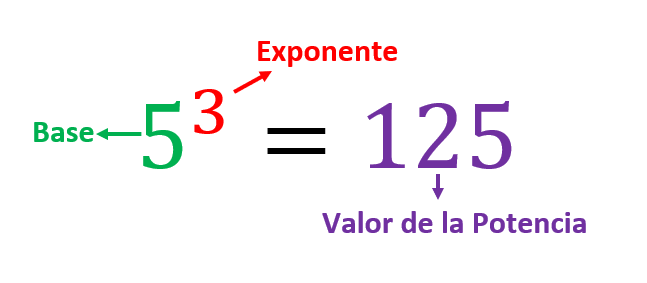 Exponente
Base 5³ = 125
Valor de la Potencia